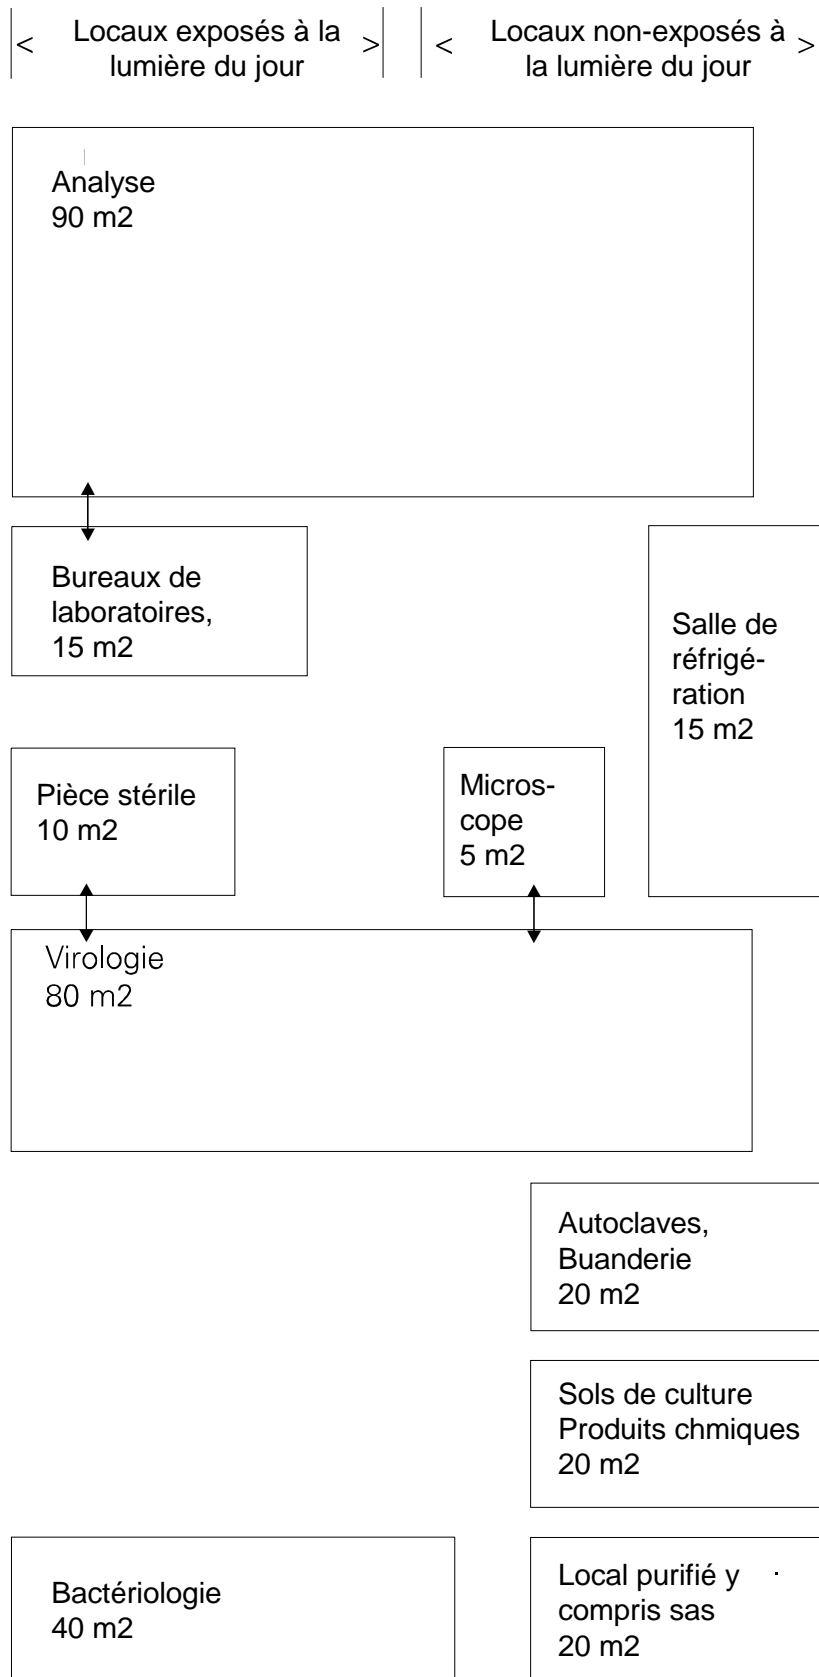 < Locaux exposés à la >
lumière du jour
< Locaux non-exposés à >
la lumière du jour
Analyse
90 m2
Bureaux de
laboratoires,
15 m2
Salle de
réfrigé-
ration
15 m2
Pièce stérile
10 m2
Micros-
cope
5 m2
Virologie
80 m2
Autoclaves,
Buanderie
20 m2
Sols de culture
Produits chmiques
20 m2
Bactériologie
40 m2
Local purifié y
compris sas
20 m2